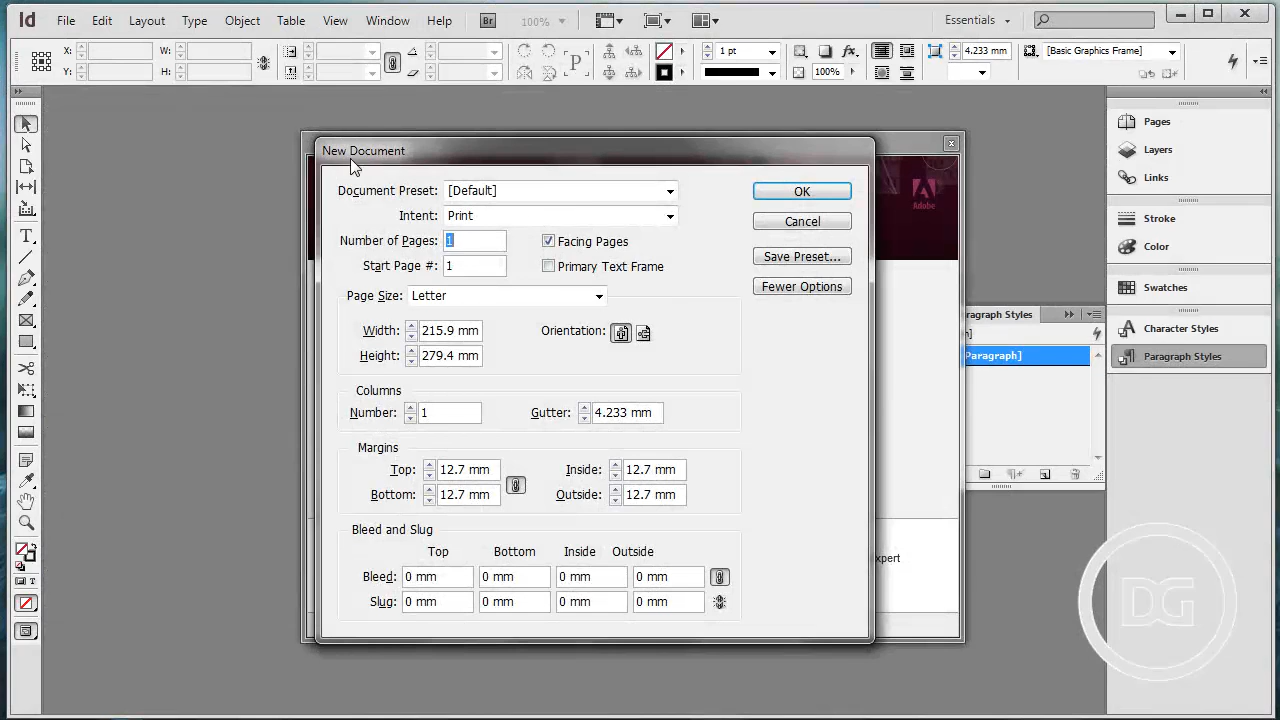 Id File Edit Layout Type Object Table View Window Help Br 100% Essentials
X: W: 1 pt 4.233 mm [Basic Graphics Frame]
Y: H: 100%
New Document
Adobe
Document Preset: [Default] OK
Intent: Print Cancel
Number of Pages: 1 Facing Pages
Start Page #: 1 Primary Text Frame
Save Preset...
Fewer Options
Page Size: Letter
Width: 215.9 mm Orientation:
Height: 279.4 mm
Columns
Number: 1 Gutter: 4.233 mm
Margins
Top: 12.7 mm Inside: 12.7 mm
Bottom: 12.7 mm Outside: 12.7 mm
Bleed and Slug
Top Bottom Inside Outside
Bleed: 0 mm 0 mm 0 mm 0 mm
Slug: 0 mm 0 mm 0 mm 0 mm
Pages
Layers
Links
Stroke
Color
Swatches
Character Styles
Paragraph Styles
aragraph Styles
Paragraph]
xpert
DG